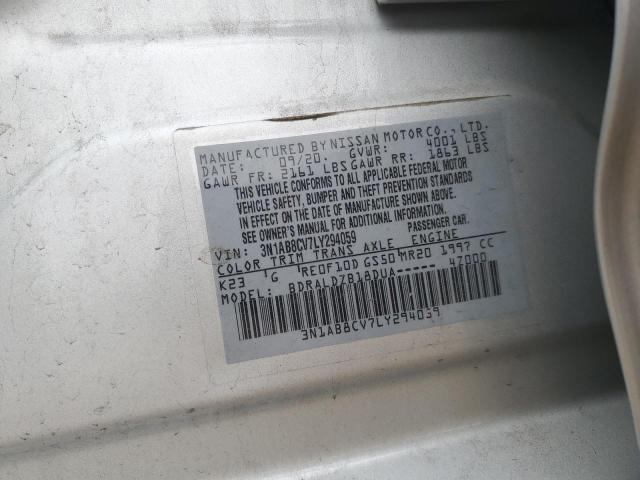 MANUFACTURED BY NISSAN MOTOR CO., LTD.
DATE: 09/20. GVWR: 4001 LBS
GAWR FR: 2161 LBS GAWR RR: 1863 LBS
THIS VEHICLE CONFORMS TO ALL APPLICABLE FEDERAL MOTOR
VEHICLE SAFETY, BUMPER AND THEFT PREVENTION STANDARDS
IN EFFECT ON THE DATE OF MANUFACTURE SHOWN ABOVE.
SEE OWNER'S MANUAL FOR ADDITIONAL INFORMATION.
VIN: 3N1AB8CV7LY294059 PASSENGER CAR.
COLOR TRIM TRANS AXLE ENGINE
K23 G RE0F10D GS50 MR20 1997 CC
MODEL: BDRALDZB18DUA----- 47000
3N1AB8CV7LY294059